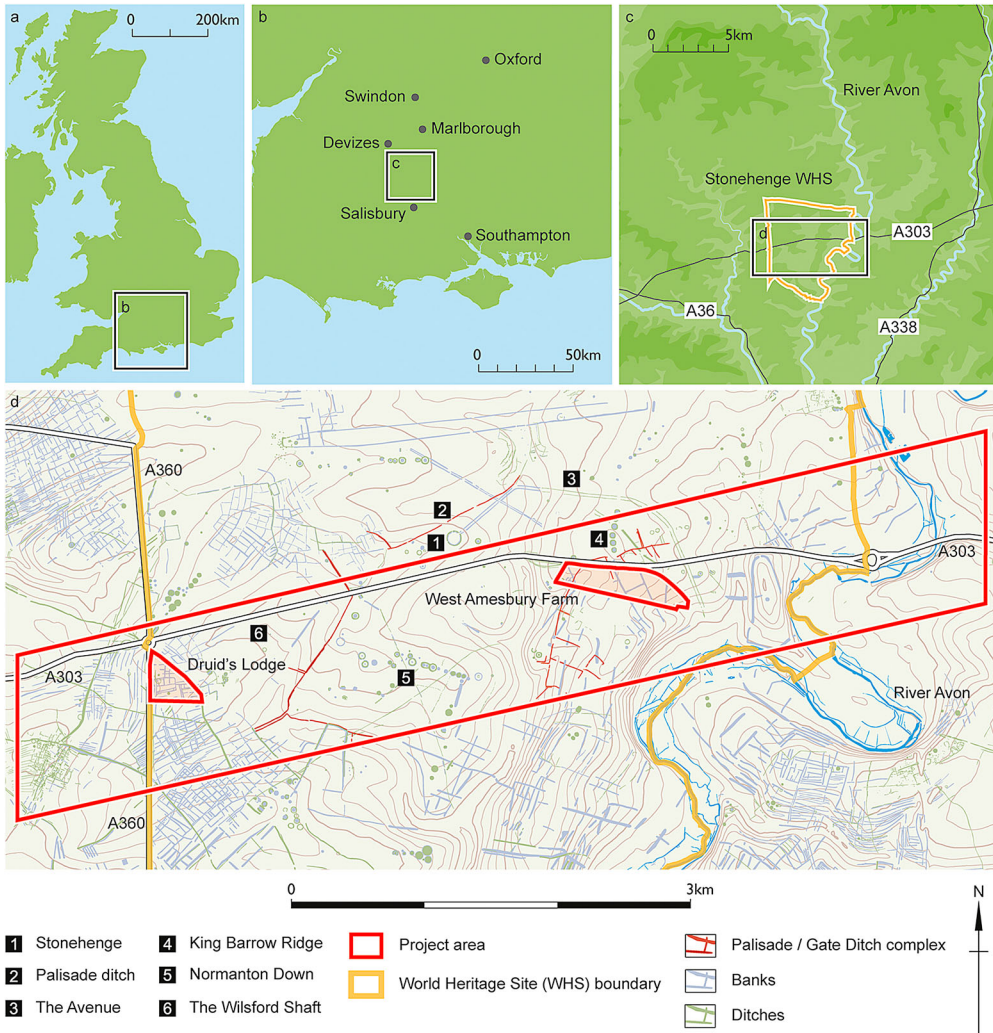 a
0 200km
b
b
Oxford
Swindon
Marlborough
Devizes
c
Salisbury
Southampton
0 50km
c
0 5km
River Avon
Stonehenge WHS
d
A303
A36
A338
d
A360
3
2
1
4
A303
West Amesbury Farm
6
Druid's Lodge
A303
5
River Avon
A360
0 3km
N
1 Stonehenge
2 Palisade ditch
3 The Avenue
4 King Barrow Ridge
5 Normanton Down
6 The Wilsford Shaft
Project area
World Heritage Site (WHS) boundary
Palisade / Gate Ditch complex
Banks
Ditches